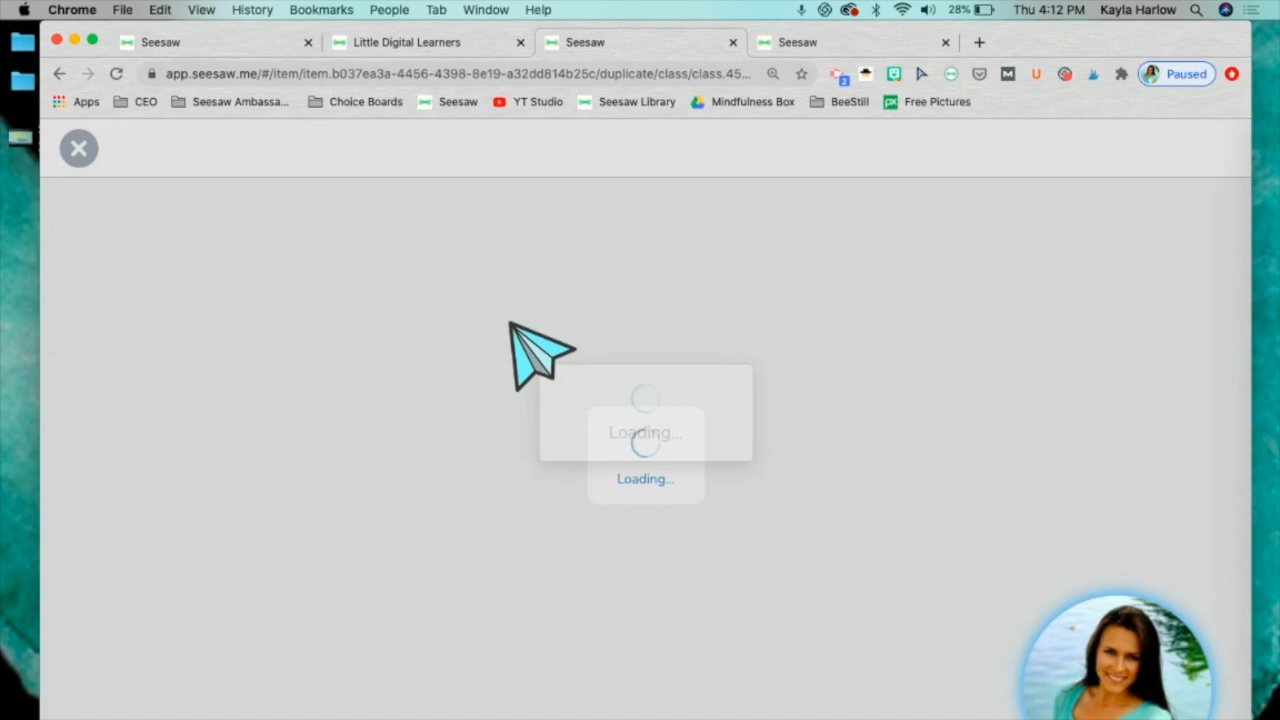 Chrome File Edit View History Bookmarks People Tab Window Help 28% Thu 4:12 PM Kayla Harlow
Seesaw Little Digital Learners Seesaw Seesaw
app.seesaw.me/#/item/item.b037ea3a-4456-4398-8e19-a32dd814b25c/duplicate/class/class.45... 2 M U Paused
Apps CEO Seesaw Ambassa... Choice Boards Seesaw YT Studio Seesaw Library Mindfulness Box BeeStill px Free Pictures
Loading...
Loading...